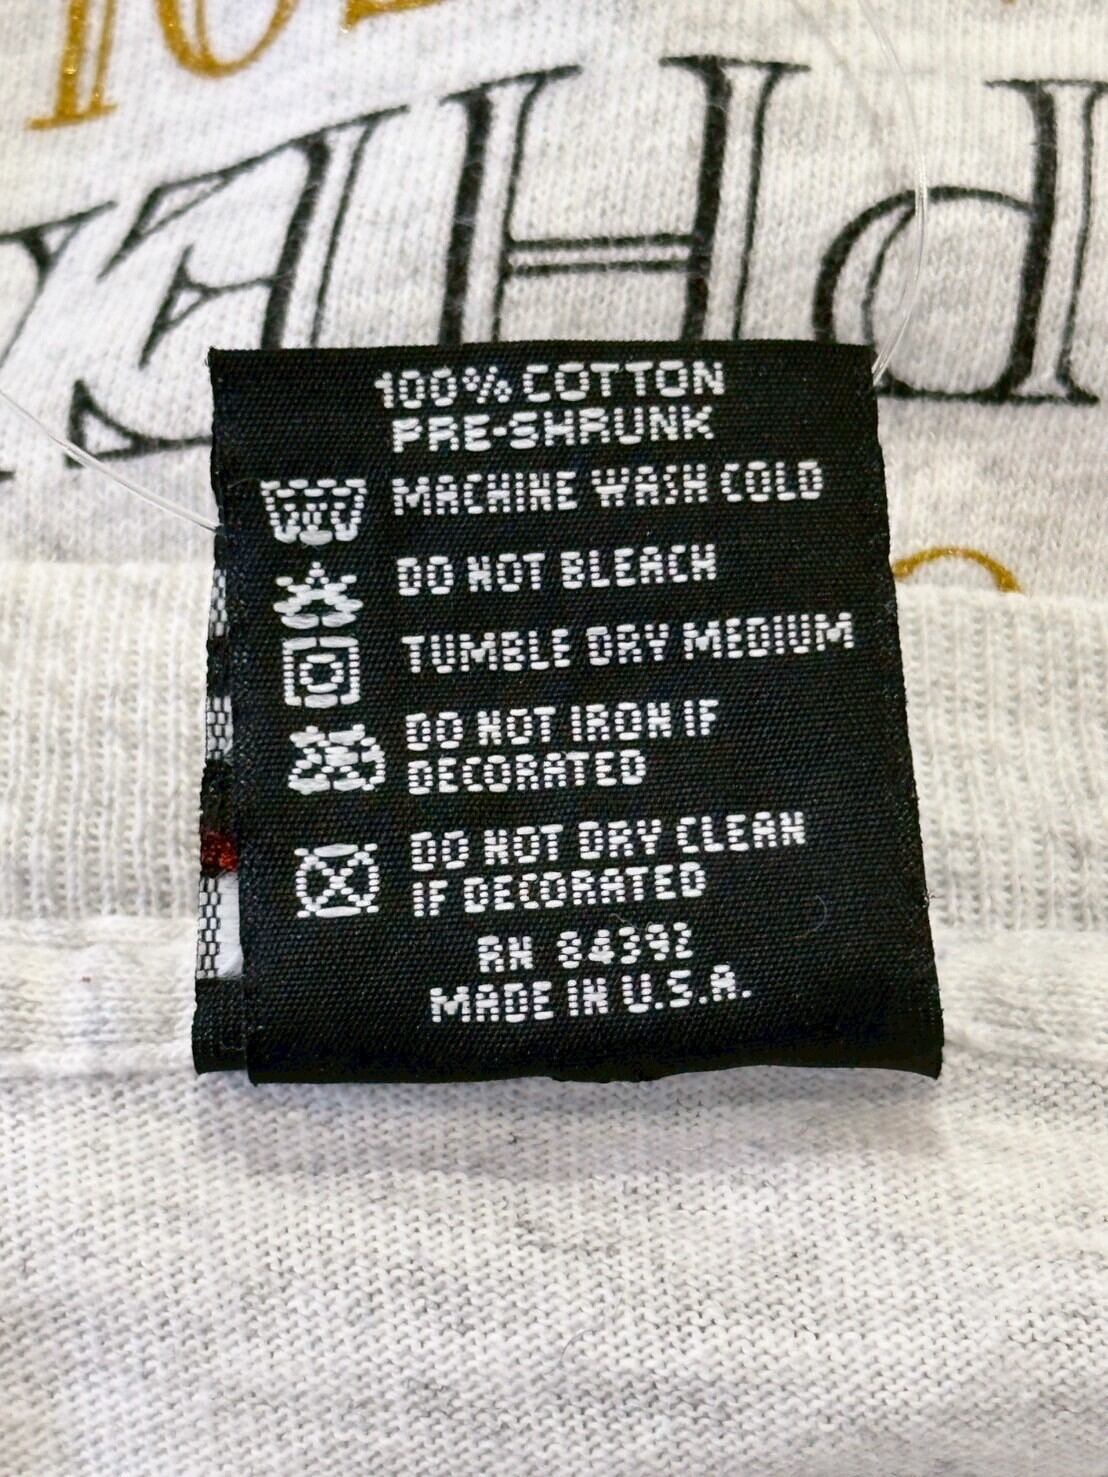 100% COTTON
PRE-SHRUNK
MACHINE WASH COLD
DO NOT BLEACH
TUMBLE DRY MEDIUM
DO NOT IRON IF
DECORATED
DO NOT DRY CLEAN
IF DECORATED
RN 84392
MADE IN U.S.A.